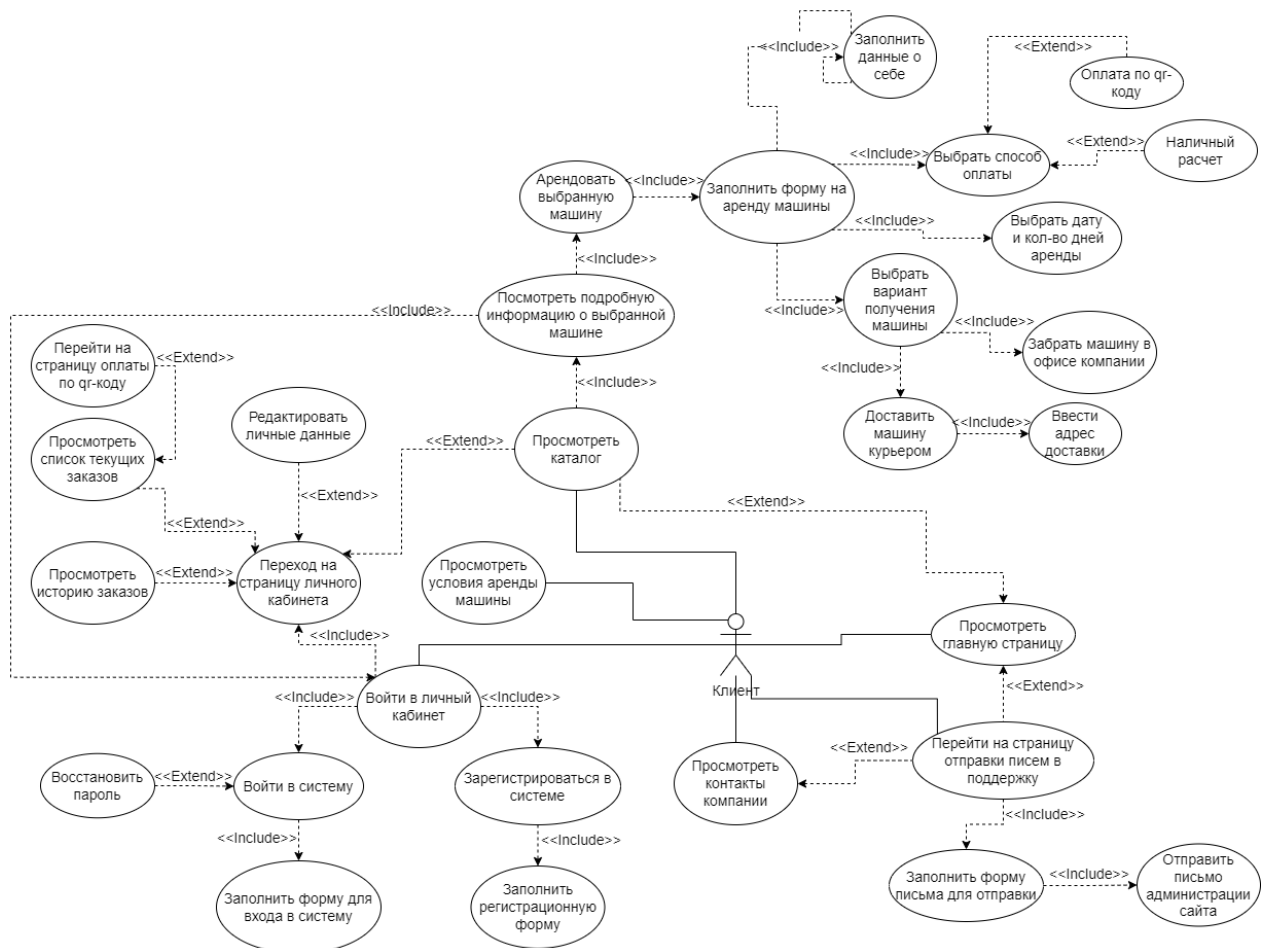 <<Include>>
Заполнить
данные о
себе
<<Extend>>
Оплата по qr-
коду
<<Include>>
Выбрать способ
оплаты
<<Extend>>
Наличный
расчет
Арендовать
выбранную
машину
<<Include>>
Заполнить форму на
аренду машины
<<Include>>
Выбрать дату
и кол-во дней
аренды
<<Include>>
Посмотреть подробную
информацию о выбранной
машине
<<Include>>
<<Include>>
Выбрать
вариант
получения
машины
<<Include>>
Забрать машину в
офисе компании
Перейти на
страницу оплаты
по qr-коду
<<Extend>>
<<Include>>
Доставить
машину
курьером
<<Include>>
Ввести
адрес
доставки
Редактировать
личные данные
Просмотреть
каталог
<<Extend>>
Просмотреть
список текущих
заказов
<<Extend>>
<<Extend>>
<<Extend>>
Просмотреть
историю заказов
<<Extend>>
Переход на
страницу личного
кабинета
Просмотреть
условия аренды
машины
Просмотреть
главную страницу
<<Include>>
Клиент
<<Extend>>
Войти в личный
кабинет
<<Include>>
<<Include>>
Перейти на страницу
отправки писем в
поддержку
<<Extend>>
Просмотреть
контакты
компании
Восстановить
пароль
<<Extend>>
Войти в систему
Зарегистрироваться в
системе
<<Include>>
<<Include>>
<<Include>>
Заполнить форму для
входа в систему
Заполнить
регистрационную
форму
Заполнить форму
письма для отправки
<<Include>>
Отправить
письмо
администрации
сайта